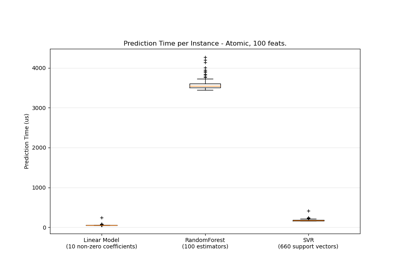 Prediction Time per Instance - Atomic, 100 feats.
Prediction Time (us)
4000
3000
2000
1000
0
Linear Model
(10 non-zero coefficients)
RandomForest
(100 estimators)
SVR
(660 support vectors)